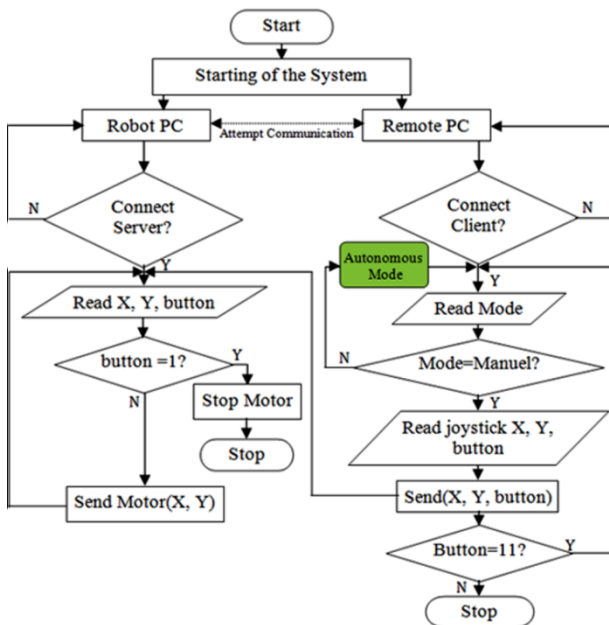 Start
Starting of the System
Robot PC
Attempt Communication
Remote PC
N
Connect
Server?
Y
Connect
Client?
N
Y
Autonomous
Mode
Read X, Y, button
Read Mode
button =1?
Y
N
Mode=Manuel?
N
Y
Stop Motor
Stop
Read joystick X, Y,
button
Send Motor(X, Y)
Send(X, Y, button)
Button=11?
Y
N
Stop